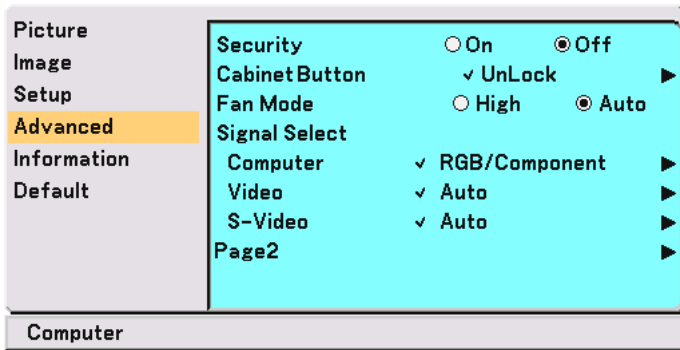 Picture
Image
Setup
Advanced
Information
Default
Security On Off
Cabinet Button UnLock
Fan Mode High Auto
Signal Select
Computer RGB/Component
Video Auto
S-Video Auto
Page2
Computer